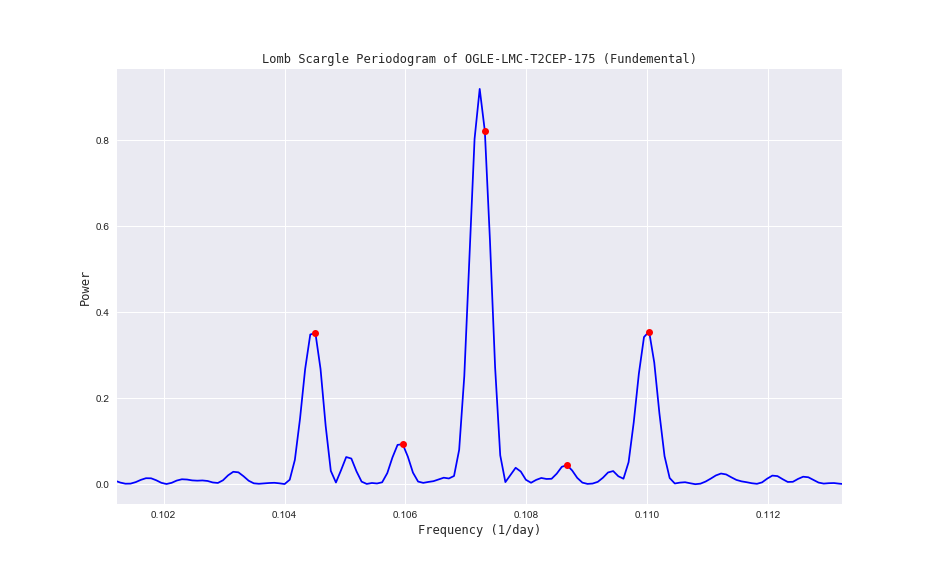 Lomb Scargle Periodogram of OGLE-LMC-T2CEP-175 (Fundemental)
Power
0.8
0.6
0.4
0.2
0.0
0.102 0.104 0.106 0.108 0.110 0.112
Frequency (1/day)